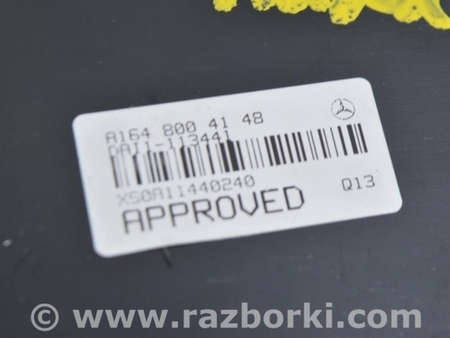 A164 800 41 48
DA11-113441
XS0A11440240
Q13
APPROVED
© www.razborki.com